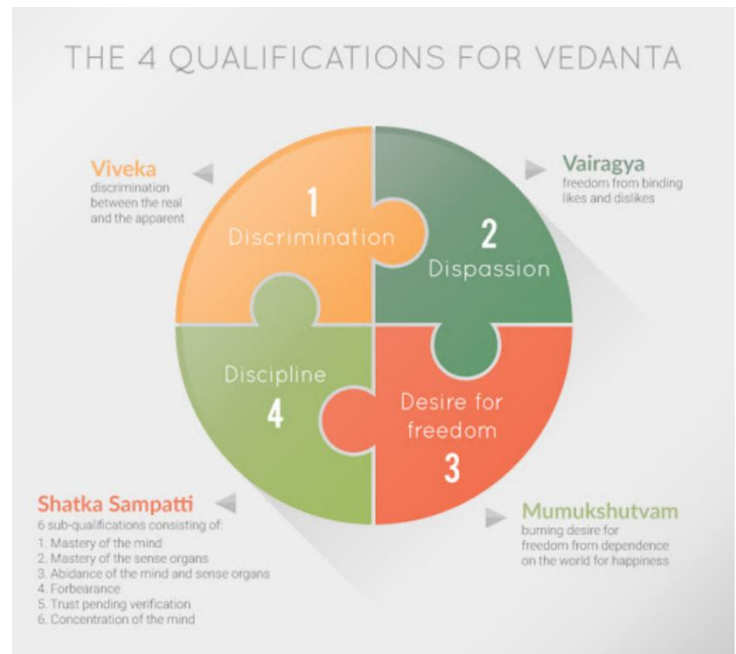 THE 4 QUALIFICATIONS FOR VEDANTA
Viveka
discrimination
between the real
and the apparent
1
Discrimination
2
Dispassion
Vairagya
freedom from binding
likes and dislikes
Discipline
4
Desire for
freedom
3
Shatka Sampatti
6 sub-qualifications consisting of:
1. Mastery of the mind
2. Mastery of the sense organs
3. Abidance of the mind and sense organs
4. Forbearance
5. Trust pending verification
6. Concentration of the mind
Mumukshutvam
burning desire for
freedom from dependence
on the world for happiness